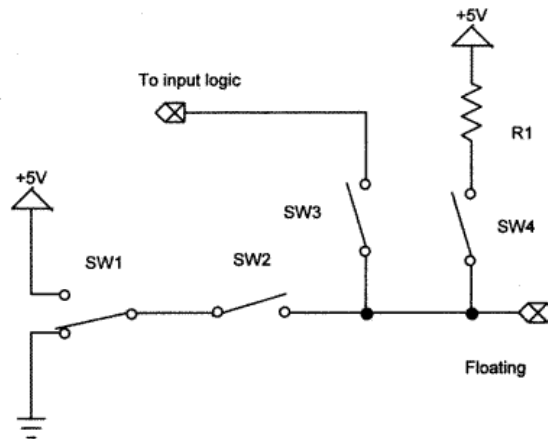 +5V
To input logic
R1
+5V
SW3
SW4
SW1
SW2
Floating